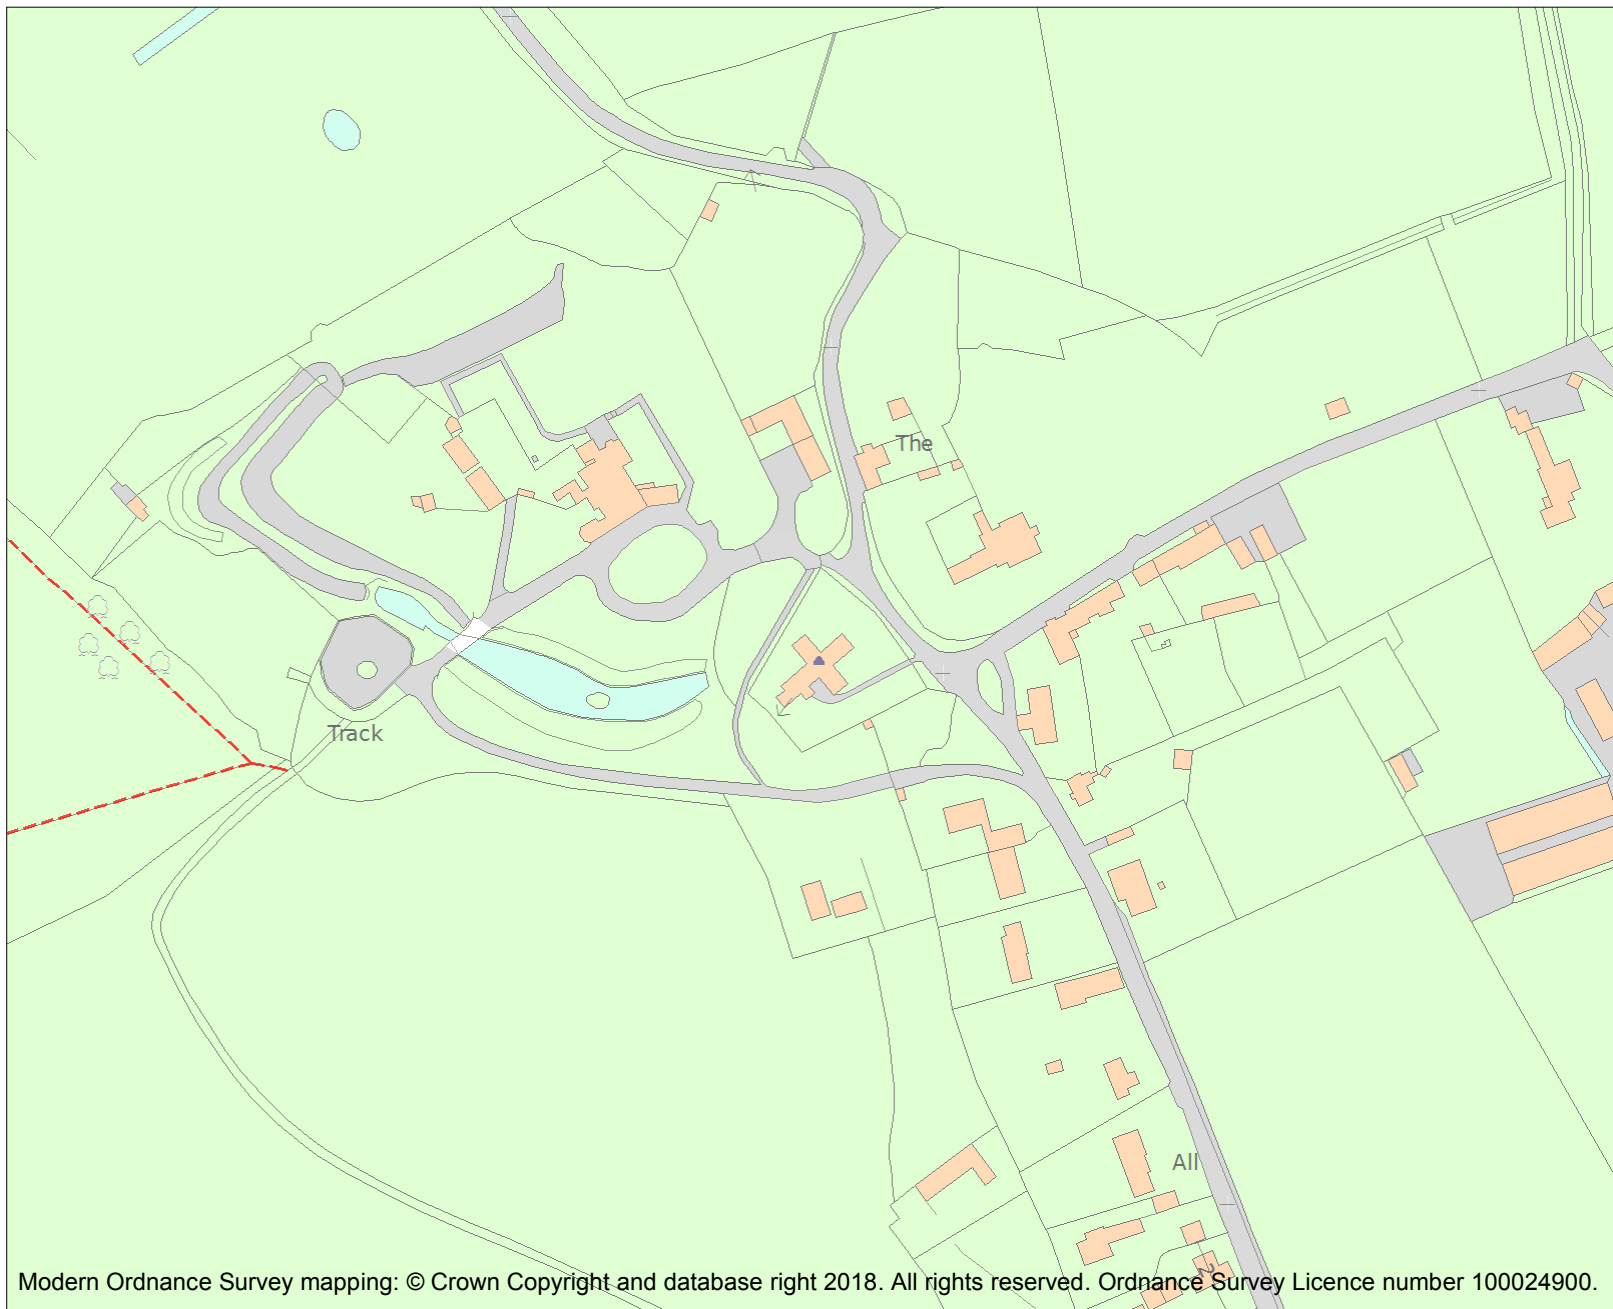 The
Track
All
2
Modern Ordnance Survey mapping: © Crown Copyright and database right 2018. All rights reserved. Ordnance Survey Licence number 100024900.